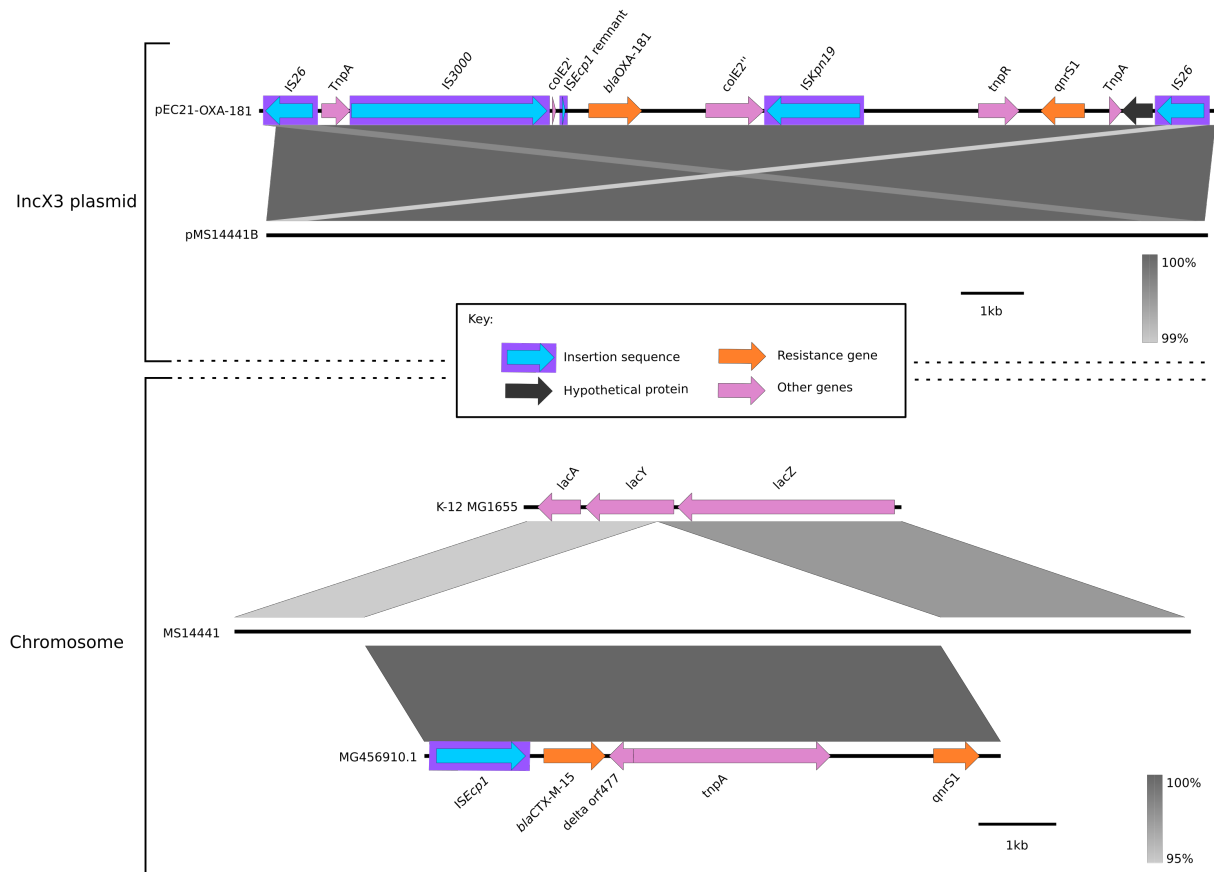 IS26
TnpA
IS3000
colE2'
ISEcp1 remnant
blaOXA-181
colE2''
ISKpn19
tnpR
qnrS1
TnpA
IS26
pEC21-OXA-181
IncX3 plasmid
pMS14441B
100%
99%
1kb
Key:
Insertion sequence
Resistance gene
Hypothetical protein
Other genes
lacA
lacY
lacZ
K-12 MG1655
MS14441
Chromosome
MG456910.1
ISEcp1
blaCTX-M-15
delta orf477
tnpA
qnrS1
100%
95%
1kb